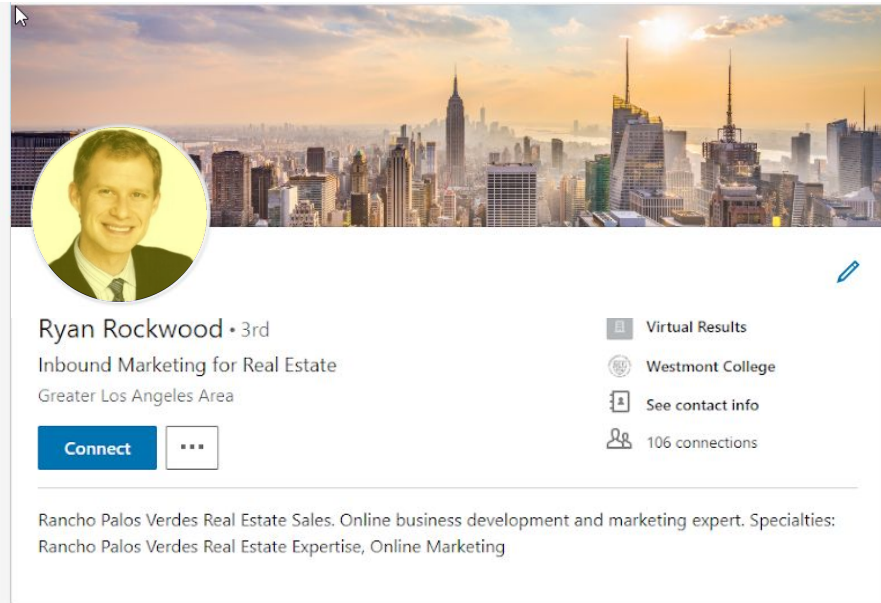 Ryan Rockwood • 3rd
Inbound Marketing for Real Estate
Greater Los Angeles Area
Connect
Virtual Results
Westmont College
See contact info
106 connections
Rancho Palos Verdes Real Estate Sales. Online business development and marketing expert. Specialties:
Rancho Palos Verdes Real Estate Expertise, Online Marketing